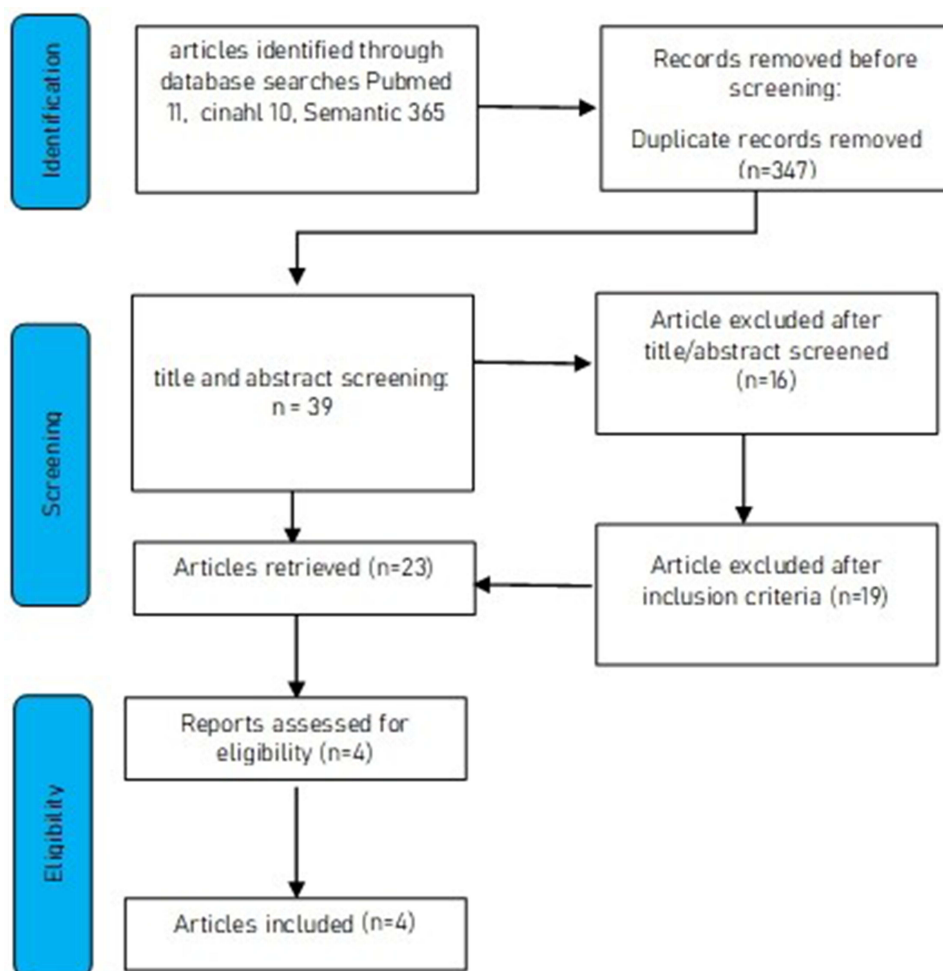 Identification
articles identified through
database searches Pubmed
11, cinahl 10, Semantic 365
Records removed before
screening:
Duplicate records removed
(n=347)
Screening
title and abstract screening:
n = 39
Article excluded after
title/abstract screened
(n=16)
Articles retrieved (n=23)
Article excluded after
inclusion criteria (n=19)
Eligibility
Reports assessed for
eligibility (n=4)
Articles included (n=4)